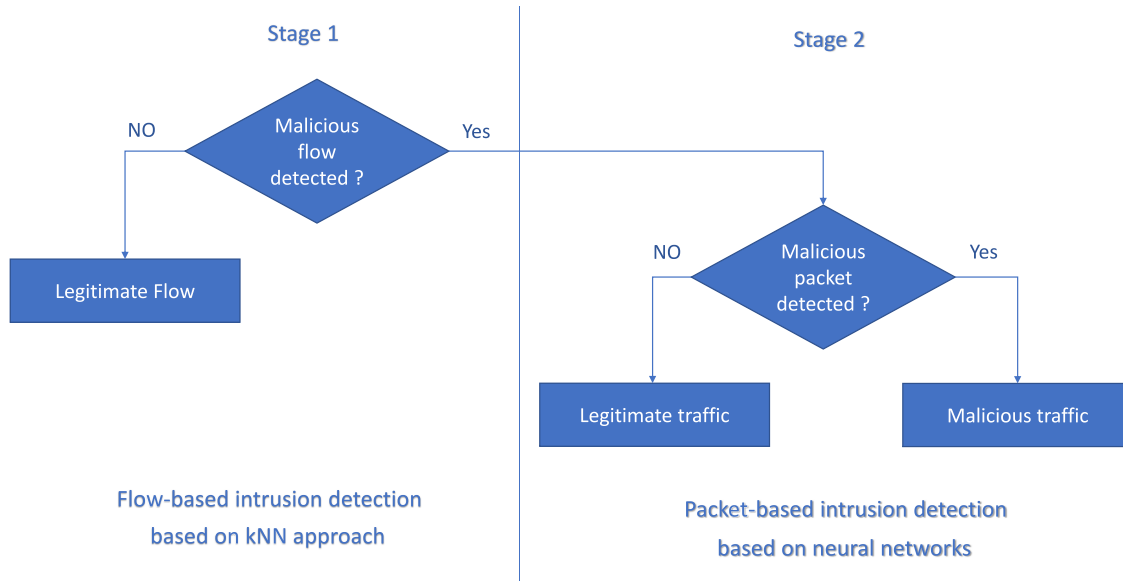 Stage 1
Malicious
flow
detected ?
NO
Yes
Legitimate Flow
Flow-based intrusion detection
based on kNN approach
Stage 2
Malicious
packet
detected ?
NO
Yes
Legitimate traffic
Malicious traffic
Packet-based intrusion detection
based on neural networks